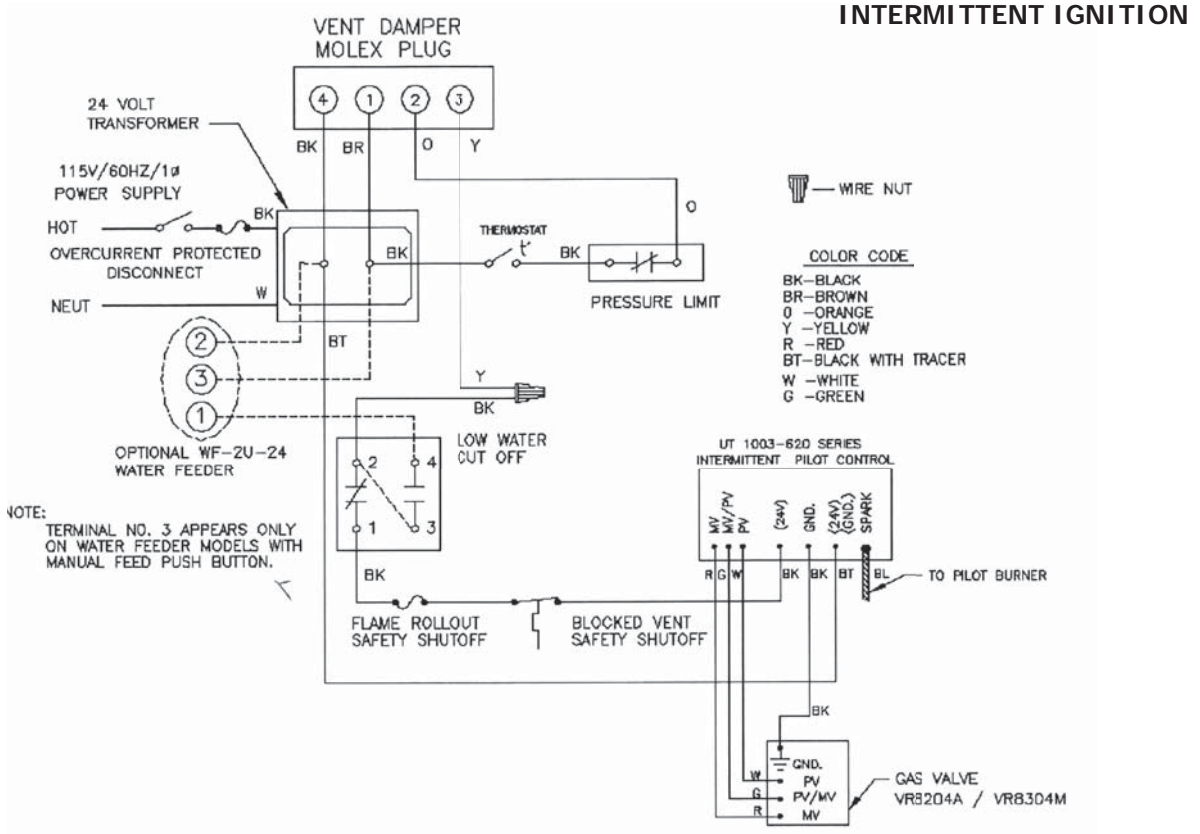 INTERMITTENT IGNITION
VENT DAMPER
MOLEX PLUG
4 1 2 3
24 VOLT
TRANSFORMER
BK BR O Y
115V/60HZ/1ø
POWER SUPPLY
WIRE NUT
HOT
BK
O
OVERCURRENT PROTECTED
DISCONNECT
BK
THERMOSTAT
t°
BK
PRESSURE LIMIT
NEUT
W
COLOR CODE
BK-BLACK
BR-BROWN
O -ORANGE
Y -YELLOW
R -RED
BT-BLACK WITH TRACER
W -WHITE
G -GREEN
2
BT
3
1
Y
BK
OPTIONAL WF-2U-24
WATER FEEDER
LOW WATER
CUT OFF
2 4
1 3
NOTE:
TERMINAL NO. 3 APPEARS ONLY
ON WATER FEEDER MODELS WITH
MANUAL FEED PUSH BUTTON.
UT 1003-620 SERIES
INTERMITTENT PILOT CONTROL
MV
MV/PV
PV
(24V)
GND.
(24V)
(GND.)
SPARK
R G W BK BK BT BL
TO PILOT BURNER
BK
FLAME ROLLOUT
SAFETY SHUTOFF
BLOCKED VENT
SAFETY SHUTOFF
BK
GND.
W PV
G PV/MV
R MV
GAS VALVE
VR8204A / VR8304M